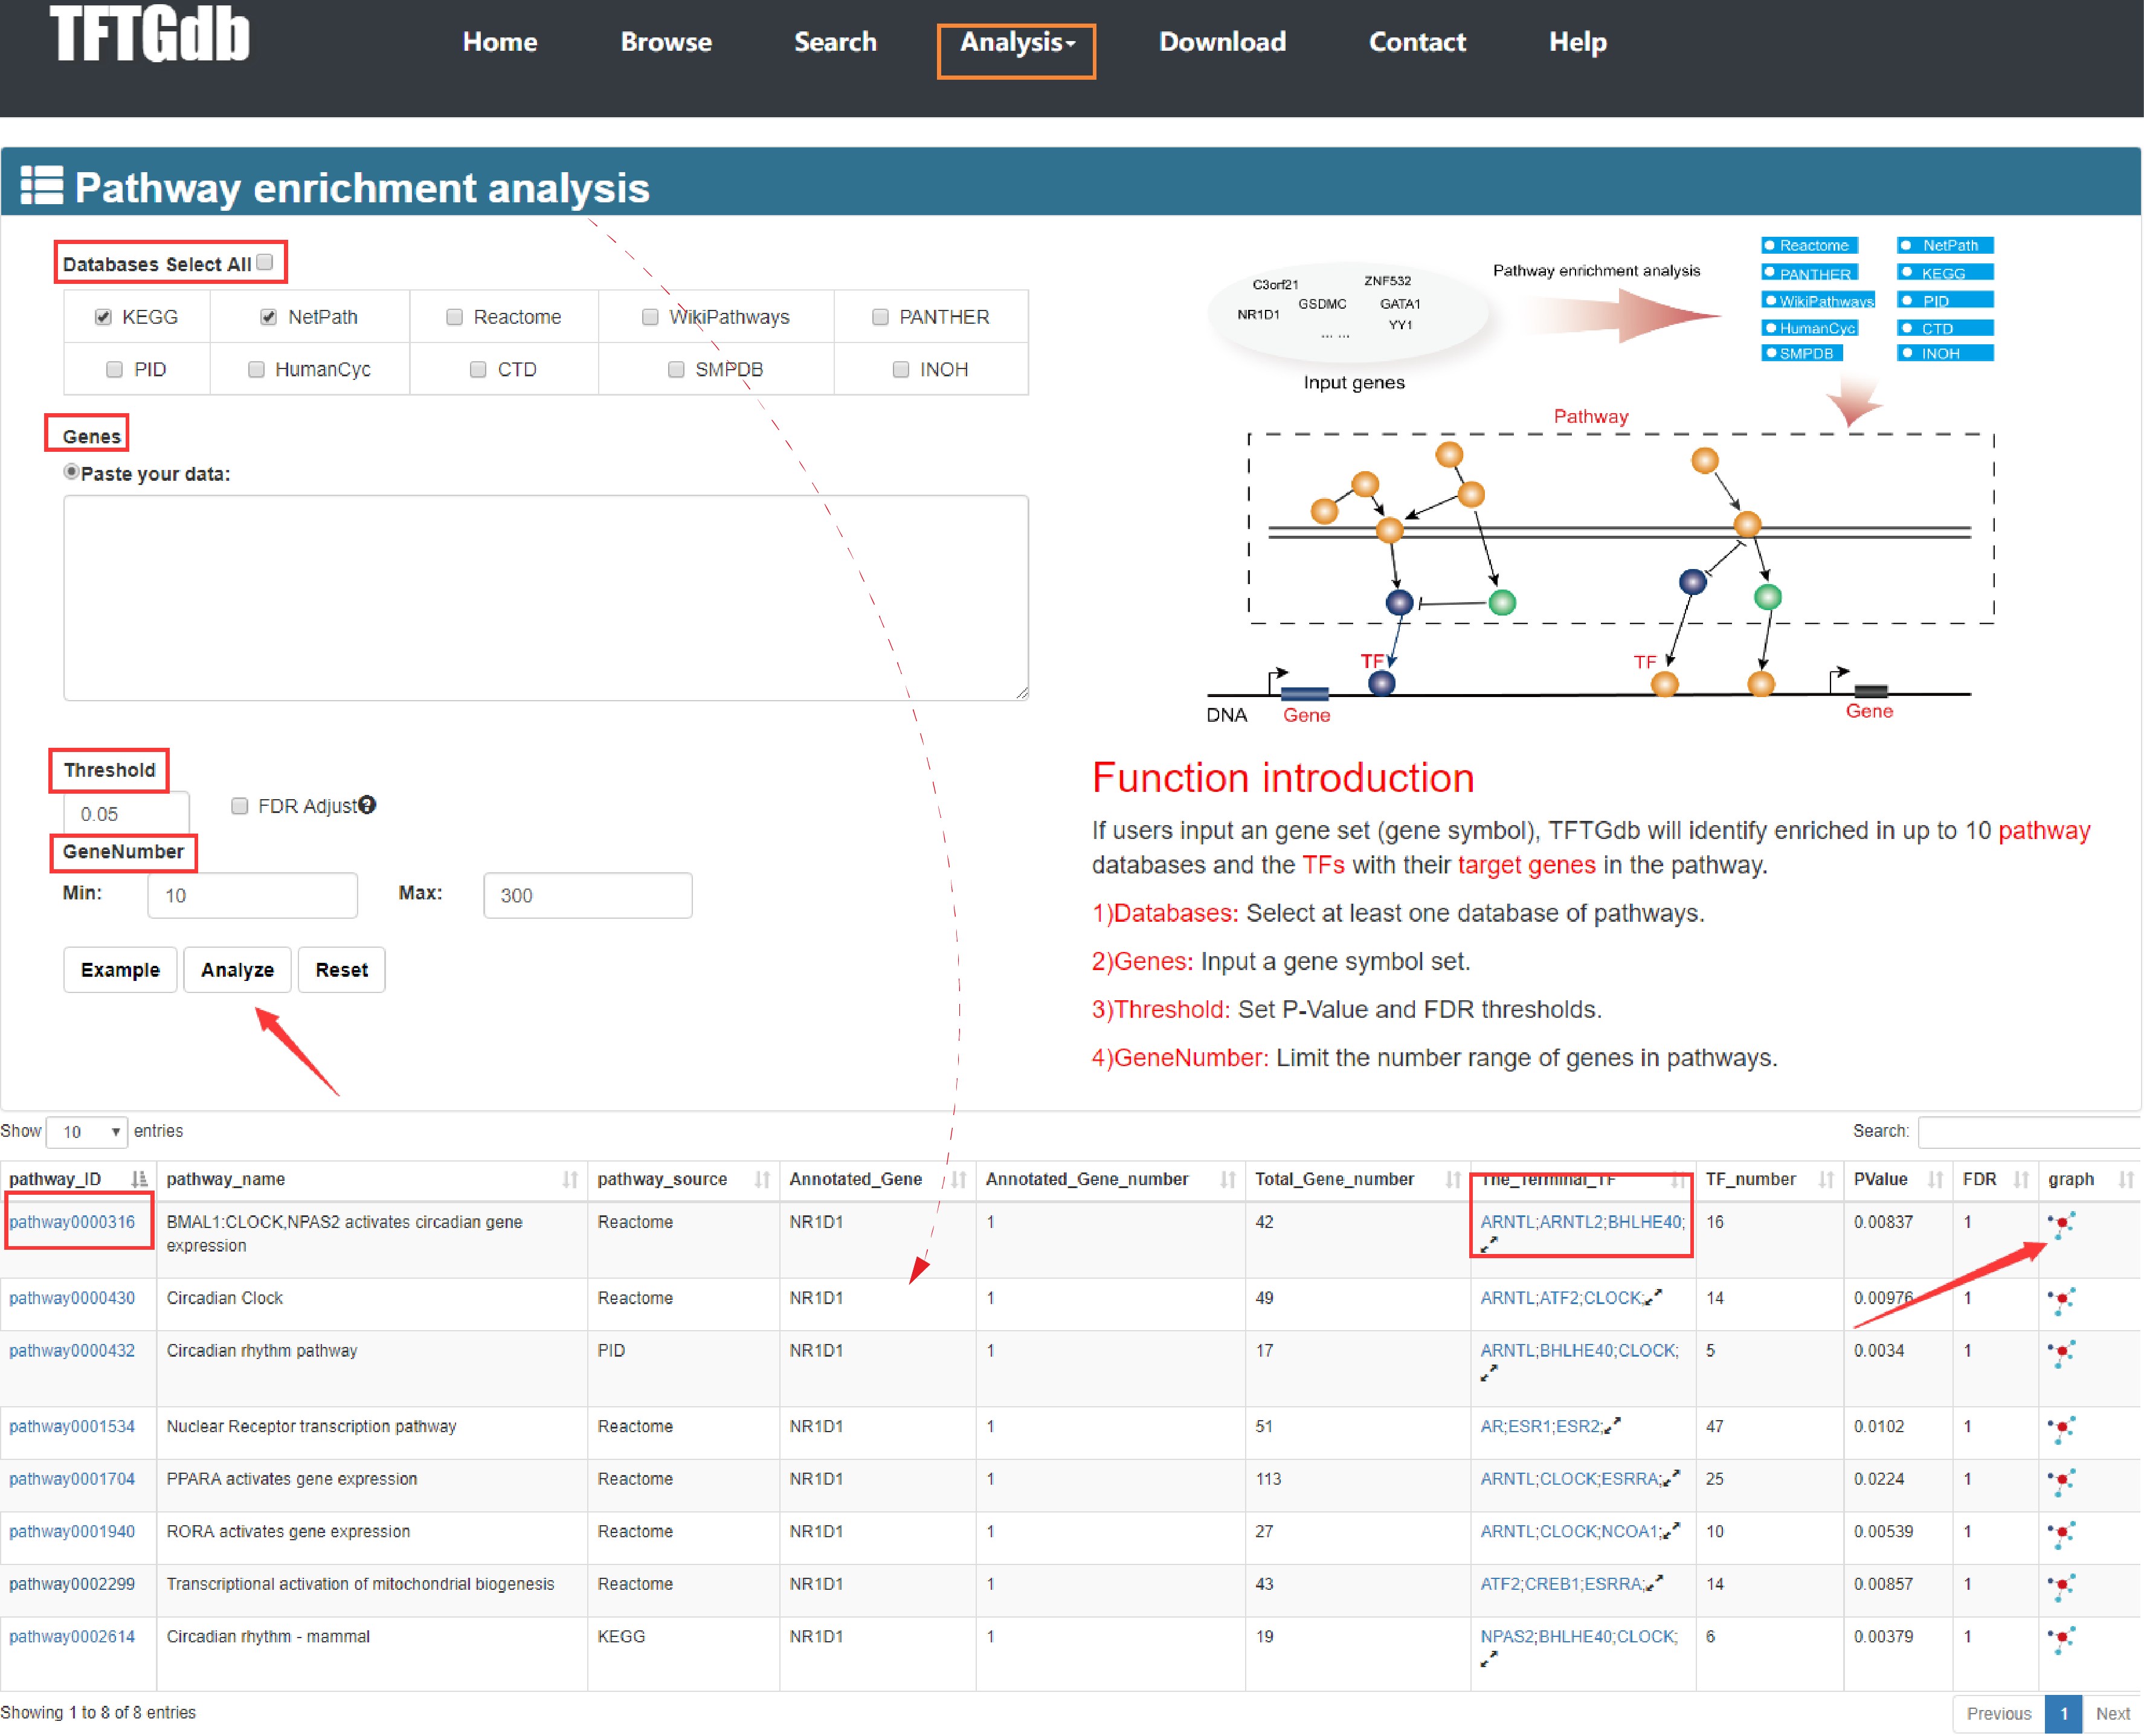 TFTGdb
Home Browse Search Analysis Download Contact Help
Pathway enrichment analysis
Databases Select All
KEGG NetPath Reactome WikiPathways PANTHER
PID HumanCyc CTD SMPDB INOH
Genes
Paste your data:
Threshold
0.05 FDR Adjust
GeneNumber
Min: 10 Max: 300
Example Analyze Reset
C3orf21 ZNF532
GSDMC GATA1
NR1D1
YY1
... ...
Input genes
Pathway enrichment analysis
Reactome NetPath
PANTHER KEGG
WikiPathways PID
HumanCyc CTD
SMPDB INOH
Pathway
TF TF
DNA Gene Gene
Function introduction
If users input an gene set (gene symbol), TFTGdb will identify enriched in up to 10 pathway
databases and the TFs with their target genes in the pathway.
1)Databases: Select at least one database of pathways.
2)Genes: Input a gene symbol set.
3)Threshold: Set P-Value and FDR thresholds.
4)GeneNumber: Limit the number range of genes in pathways.
Show 10 entries Search:
pathway_ID pathway_name pathway_source Annotated_Gene Annotated_Gene_number Total_Gene_number The_Terminal_TF TF_number PValue FDR graph
pathway0000316 BMAL1:CLOCK,NPAS2 activates circadian gene Reactome NR1D1 1 42 ARNTL;ARNTL2;BHLHE40; 16 0.00837 1
expression
pathway0000430 Circadian Clock Reactome NR1D1 1 49 ARNTL;ATF2;CLOCK; 14 0.00976 1
pathway0000432 Circadian rhythm pathway PID NR1D1 1 17 ARNTL;BHLHE40;CLOCK; 5 0.0034 1
pathway0001534 Nuclear Receptor transcription pathway Reactome NR1D1 1 51 AR;ESR1;ESR2; 47 0.0102 1
pathway0001704 PPARA activates gene expression Reactome NR1D1 1 113 ARNTL;CLOCK;ESRRA; 25 0.0224 1
pathway0001940 RORA activates gene expression Reactome NR1D1 1 27 ARNTL;CLOCK;NCOA1; 10 0.00539 1
pathway0002299 Transcriptional activation of mitochondrial biogenesis Reactome NR1D1 1 43 ATF2;CREB1;ESRRA; 14 0.00857 1
pathway0002614 Circadian rhythm - mammal KEGG NR1D1 1 19 NPAS2;BHLHE40;CLOCK; 6 0.00379 1
Showing 1 to 8 of 8 entries Previous 1 Next